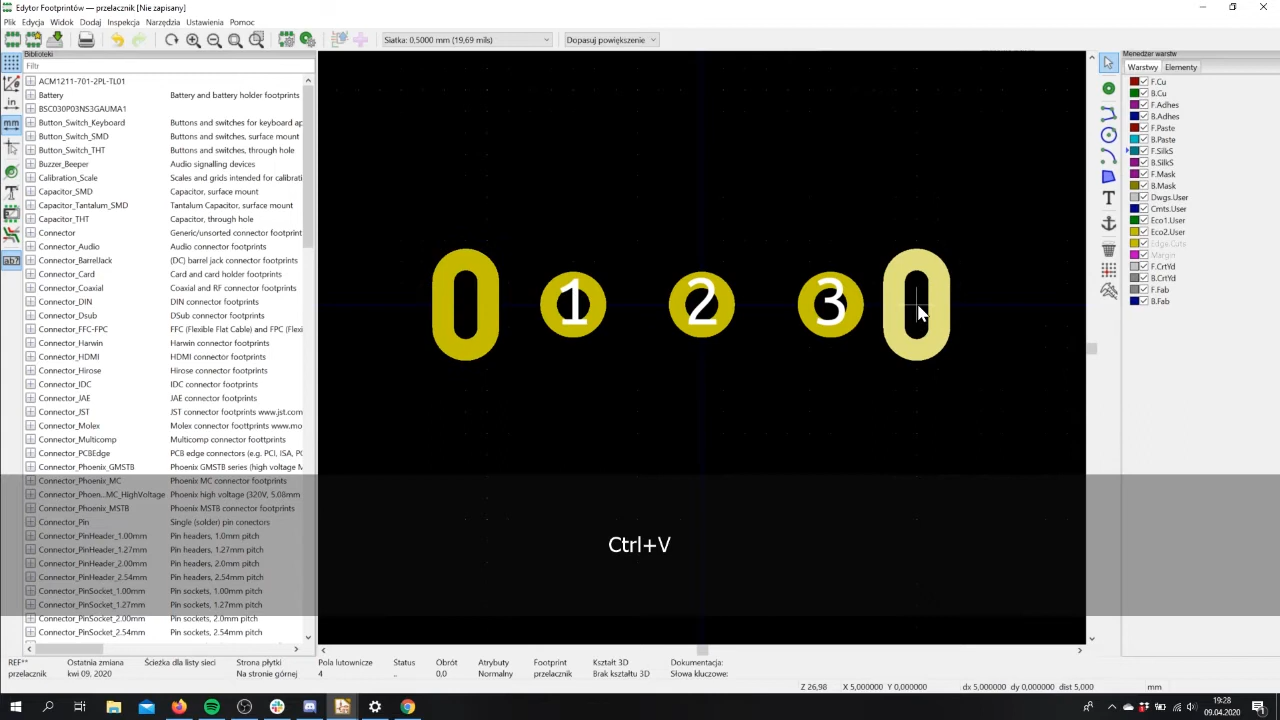 Edytor Footprintów — przełacznik [Nie zapisany]
Plik Edycja Widok Dodaj Inspekcja Narzędzia Ustawienia Pomoc
Siatka: 0.5000 mm (19,69 mils)
Dopasuj powiększenie
Biblioteki
Filtr
ACM1211-701-2PL-TL01
Battery Battery and battery holder footprints
BSC030P03NS3GAUMA1
Button_Switch_Keyboard Buttons and switches for keyboard ap
Button_Switch_SMD Buttons and switches, surface mount
Button_Switch_THT Buttons and switches, through hole
Buzzer_Beeper Audio signalling devices
Calibration_Scale Scales and grids intended for calibrati
Capacitor_SMD Capacitor, surface mount
Capacitor_Tantalum_SMD Tantalum Capacitor, surface mount
Capacitor_THT Capacitor, through hole
Connector Generic/unsorted connector footprint
Connector_Audio Audio connector footprints
Connector_BarrelJack (DC) barrel jack connector footprints
Connector_Card Card and card holder footprints
Connector_Coaxial Coaxial and RF connector footprints
Connector_DIN DIN connector footprints
Connector_Dsub DSub connector footprints
Connector_FFC-FPC FFC (Flexible Flat Cable) and FPC (Flexi
Connector_Harwin Harwin connector footprints
Connector_HDMI HDMI connector footprints
Connector_Hirose Hirose connector footprints
Connector_IDC IDC connector footprints
Connector_JAE JAE connector footprints
Connector_JST JST connector footprints www.jst.com
Connector_Molex Molex connector foottprints www.mo
Connector_Multicomp Multicomp connector foottprints
Connector_PCBEdge PCB edge connectors (e.g. PCI, ISA, PC
Connector_Phoenix_GMSTB Phoenix GMSTB series (high voltage M
Connector_Phoenix_MC Phoenix MC connector footprints
Connector_Phoen...MC_HighVoltage Phoenix high voltage (320V, 5.08mm
Connector_Phoenix_MSTB Phoenix MSTB connector footprints
Connector_Pin Single (solder) pin conectors
Connector_PinHeader_1.00mm Pin headers, 1.0mm pitch
Connector_PinHeader_1.27mm Pin headers, 1.27mm pitch
Connector_PinHeader_2.00mm Pin headers, 2.0mm pitch
Connector_PinHeader_2.54mm Pin headers, 2.54mm pitch
Connector_PinSocket_1.00mm Pin sockets, 1.00mm pitch
Connector_PinSocket_1.27mm Pin sockets, 1.27mm pitch
Connector_PinSocket_2.00mm Pin sockets, 2.0mm pitch
Connector_PinSocket_2.54mm Pin sockets, 2.54mm pitch
in
mm
ab?
1 2 3
Ctrl+V
T
Menedżer warstw
Warstwy Elementy
F.Cu
B.Cu
F.Adhes
B.Adhes
F.Paste
B.Paste
F.SilkS
B.SilkS
F.Mask
B.Mask
Dwgs.User
Cmts.User
Eco1.User
Eco2.User
Edge.Cuts
Margin
F.CrtYd
B.CrtYd
F.Fab
B.Fab
REF** Ostatnia zmiana Ścieżka dla listy sieci Strona płytki Pola lutownicze Status Obrót Atrybuty Footprint Kształt 3D Dokumentacja:
przelacznik kwi 09, 2020 Na stronie górnej 4 .. 0,0 Normalny przelacznik Brak kształtu 3D Słowa kluczowe:
Z 26,98 X 5,000000 Y 0,000000 dx 5,000000 dy 0,000000 dist 5,000 mm
19:28
09.04.2020